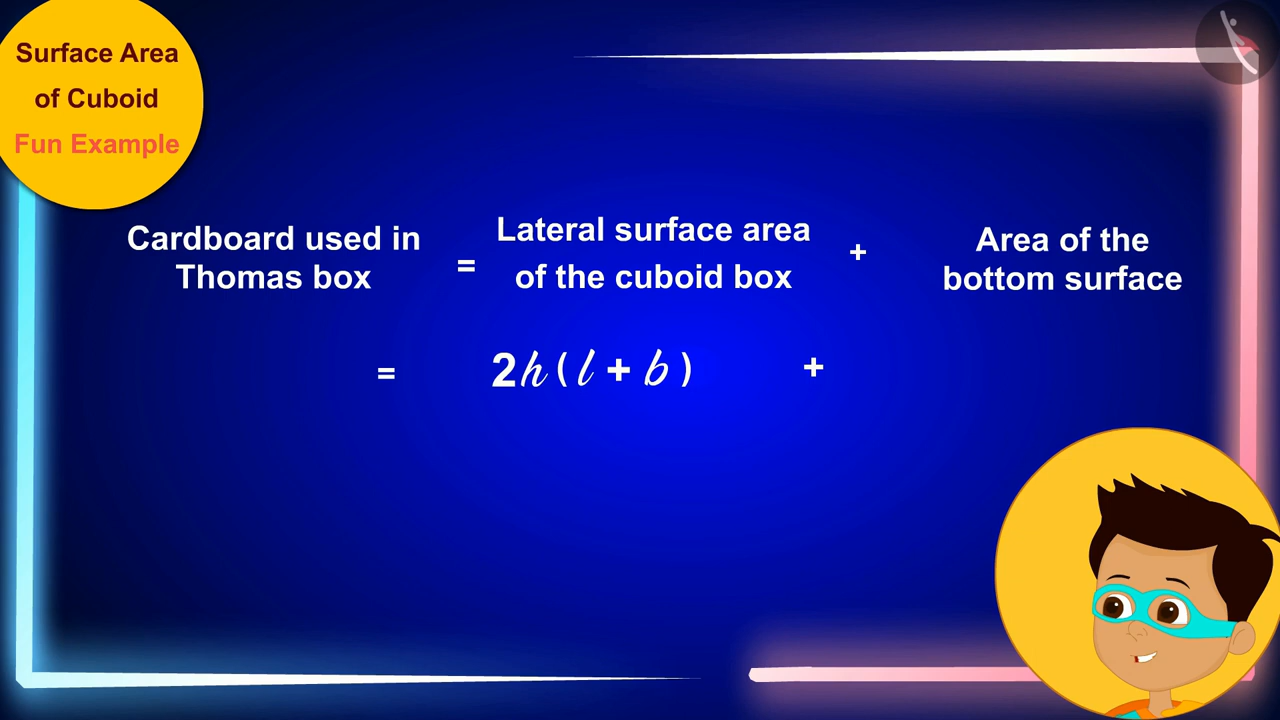 Surface Area
of Cuboid
Fun Example
Cardboard used in
Thomas box
=
Lateral surface area
of the cuboid box
+
Area of the
bottom surface
= 2h(l + b) +